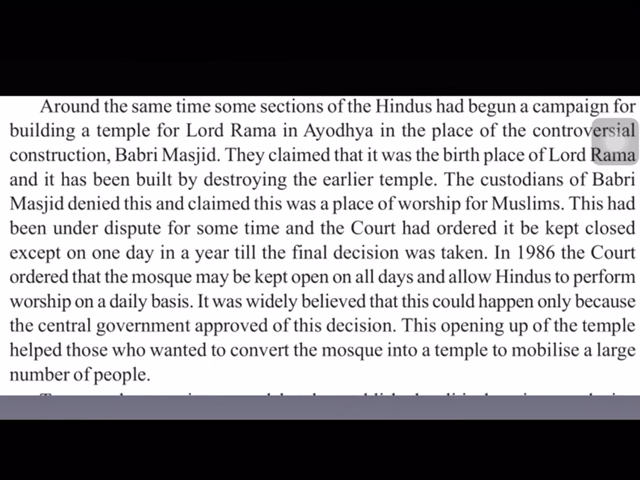 Around the same time some sections of the Hindus had begun a campaign for
building a temple for Lord Rama in Ayodhya in the place of the controversial
construction, Babri Masjid. They claimed that it was the birth place of Lord Rama
and it has been built by destroying the earlier temple. The custodians of Babri
Masjid denied this and claimed this was a place of worship for Muslims. This had
been under dispute for some time and the Court had ordered it be kept closed
except on one day in a year till the final decision was taken. In 1986 the Court
ordered that the mosque may be kept open on all days and allow Hindus to perform
worship on a daily basis. It was widely believed that this could happen only because
the central government approved of this decision. This opening up of the temple
helped those who wanted to convert the mosque into a temple to mobilise a large
number of people.